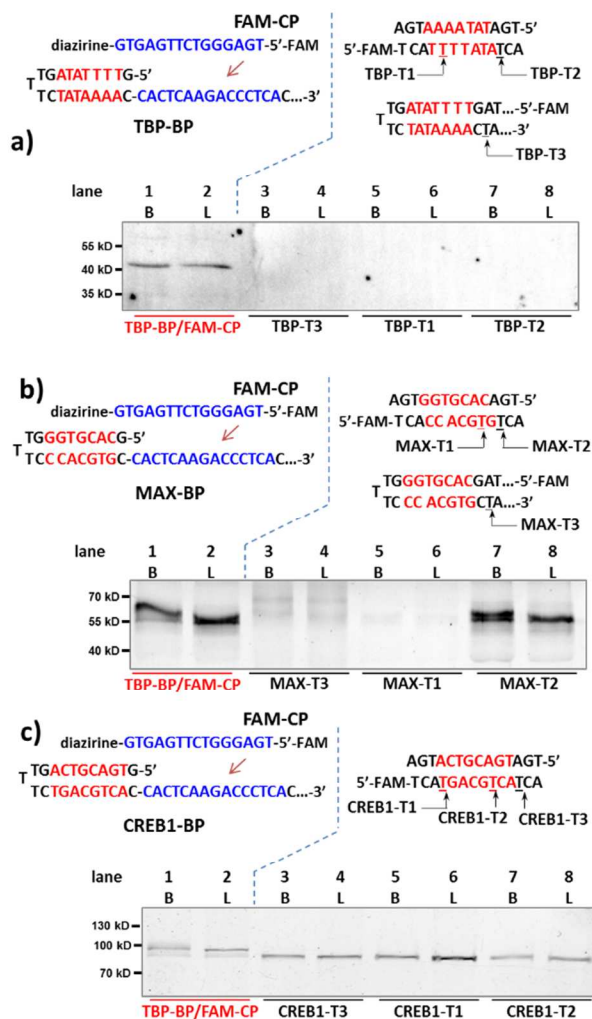 FAM-CP
diazirine-GTGAGTTCTGGGAGT-5’-FAM
TGATATTTTG-5’
T
TCTATAAAAC-CACTCAAGACCCTCAC...-3’
TBP-BP
AGTAAAATATAGT-5’
5’-FAM-TCATTTTATATCA
TBP-T1
TBP-T2
TGATATTTTGAT...-5’-FAM
T
TCTATAAAACTA...-3’
TBP-T3
a)
lane 1 2 3 4 5 6 7 8
B L B L B L B L
55 kD
40 kD
35 kD
TBP-BP/FAM-CP TBP-T3 TBP-T1 TBP-T2
b)
FAM-CP
diazirine-GTGAGTTCTGGGAGT-5’-FAM
TGGGTGCACG-5’
T
TCC CACGTGC-CACTCAAGACCCTCAC...-3’
MAX-BP
AGTGGTGCACAGT-5’
5’-FAM-TCACC ACGTGTCA
MAX-T1
MAX-T2
TGGGTGCACGAT...-5’-FAM
T
TCCC ACGTGCTA...-3’
MAX-T3
lane 1 2 3 4 5 6 7 8
B L B L B L B L
70 kD
55 kD
40 kD
TBP-BP/FAM-CP MAX-T3 MAX-T1 MAX-T2
c)
FAM-CP
diazirine-GTGAGTTCTGGGAGT-5’-FAM
TGACTGCAGTG-5’
T
TCTGACGTCAC-CACTCAAGACCCTCAC...-3’
CREB1-BP
AGTACTGCAGTAGT-5’
5’-FAM-TCATGACGTCATCA
CREB1-T1
CREB1-T2
CREB1-T3
lane 1 2 3 4 5 6 7 8
B L B L B L B L
130 kD
100 kD
70 kD
TBP-BP/FAM-CP CREB1-T3 CREB1-T1 CREB1-T2